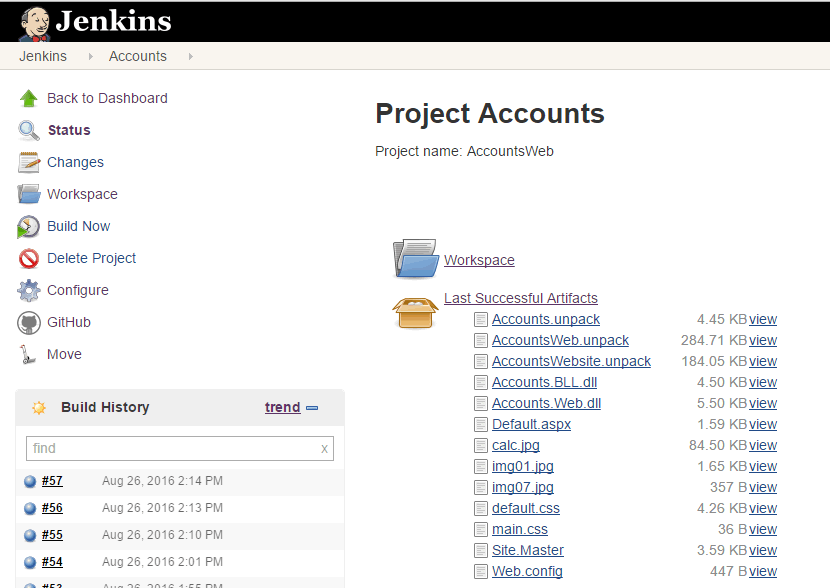 Jenkins
Jenkins Accounts
Back to Dashboard
Status
Changes
Workspace
Build Now
Delete Project
Configure
GitHub
Move
Build History trend
find x
#57 Aug 26, 2016 2:14 PM
#56 Aug 26, 2016 2:13 PM
#55 Aug 26, 2016 2:10 PM
#54 Aug 26, 2016 2:01 PM
#53 Aug 26, 2016 1:55 PM
Project Accounts
Project name: AccountsWeb
Workspace
Last Successful Artifacts
Accounts.unpack 4.45 KB view
AccountsWeb.unpack 284.71 KB view
AccountsWebsite.unpack 184.05 KB view
Accounts.BLL.dll 4.50 KB view
Accounts.Web.dll 5.50 KB view
Default.aspx 1.59 KB view
calc.jpg 84.50 KB view
img01.jpg 1.65 KB view
img07.jpg 357 B view
default.css 4.26 KB view
main.css 36 B view
Site.Master 3.59 KB view
Web.config 447 B view